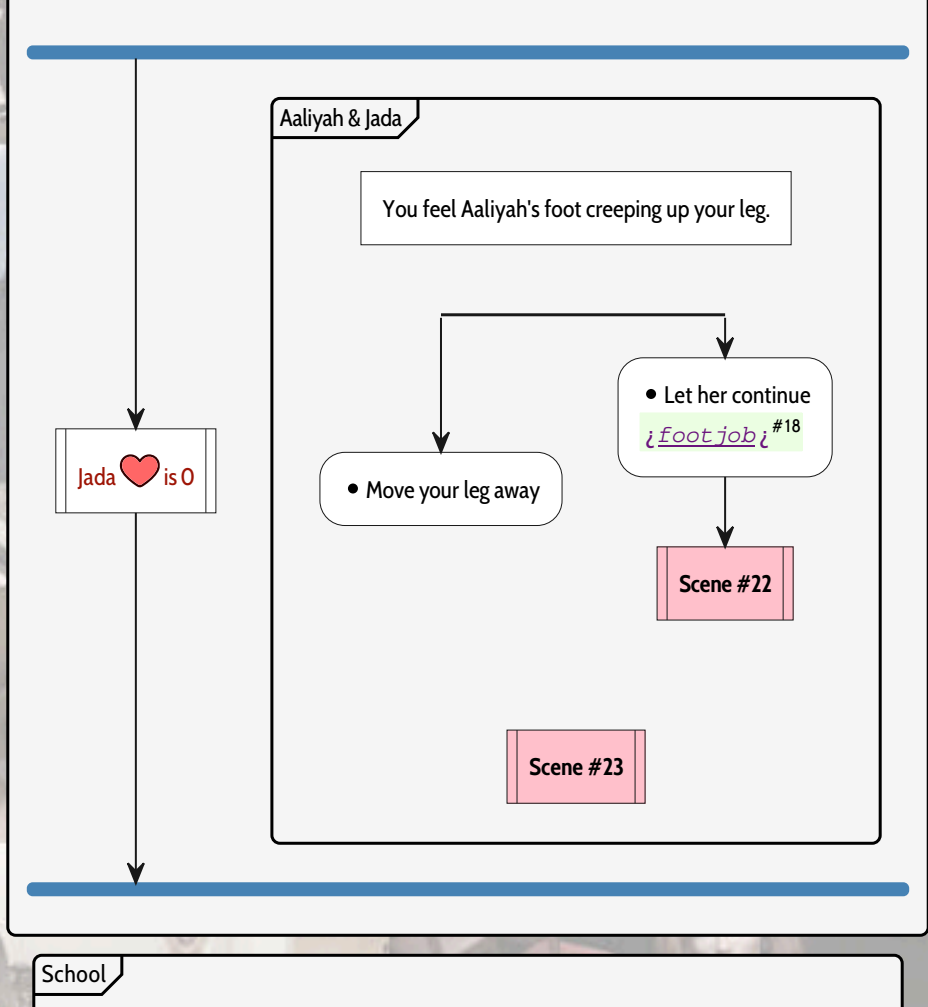 Aaliyah & Jada
You feel Aaliyah's foot creeping up your leg.
• Let her continue
¿footjob¿#18
Jada ❤ is 0
• Move your leg away
Scene #22
Scene #23
School